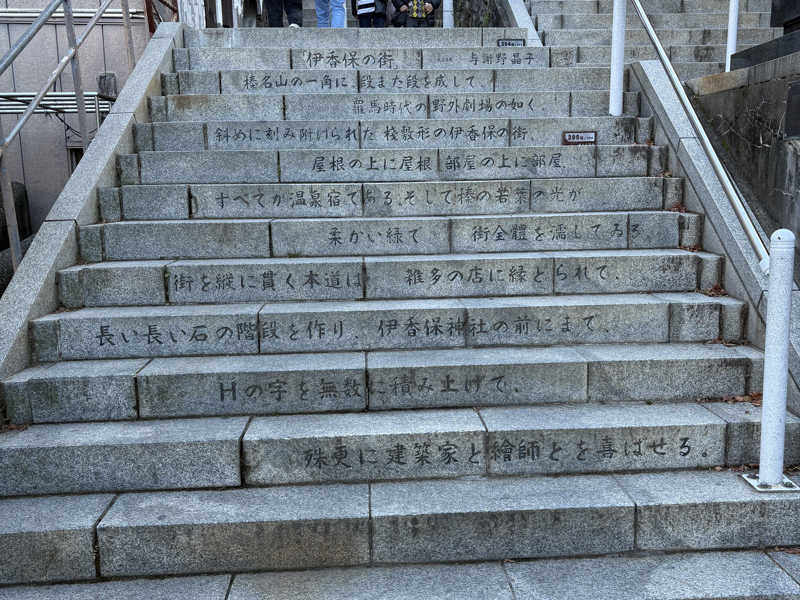 「伊香保の街」 与謝野晶子
榛名山の一角に、段また段を成して、
羅馬時代の野外劇場の如く、
斜めに刻み附けられた桟敷形の伊香保の街、
屋根の上に屋根、部屋の上に部屋、
すべてが温泉宿である、そして榛の若葉の光が
柔かい緑で 街全體を濡してゐる。
街を縦に貫く本道は 雑多の店に縁どられて、
長い長い石の階段を作り、伊香保神社の前にまで、
Hの字を無数に積み上げて、
殊更に建築家と繪師とを喜ばせる。